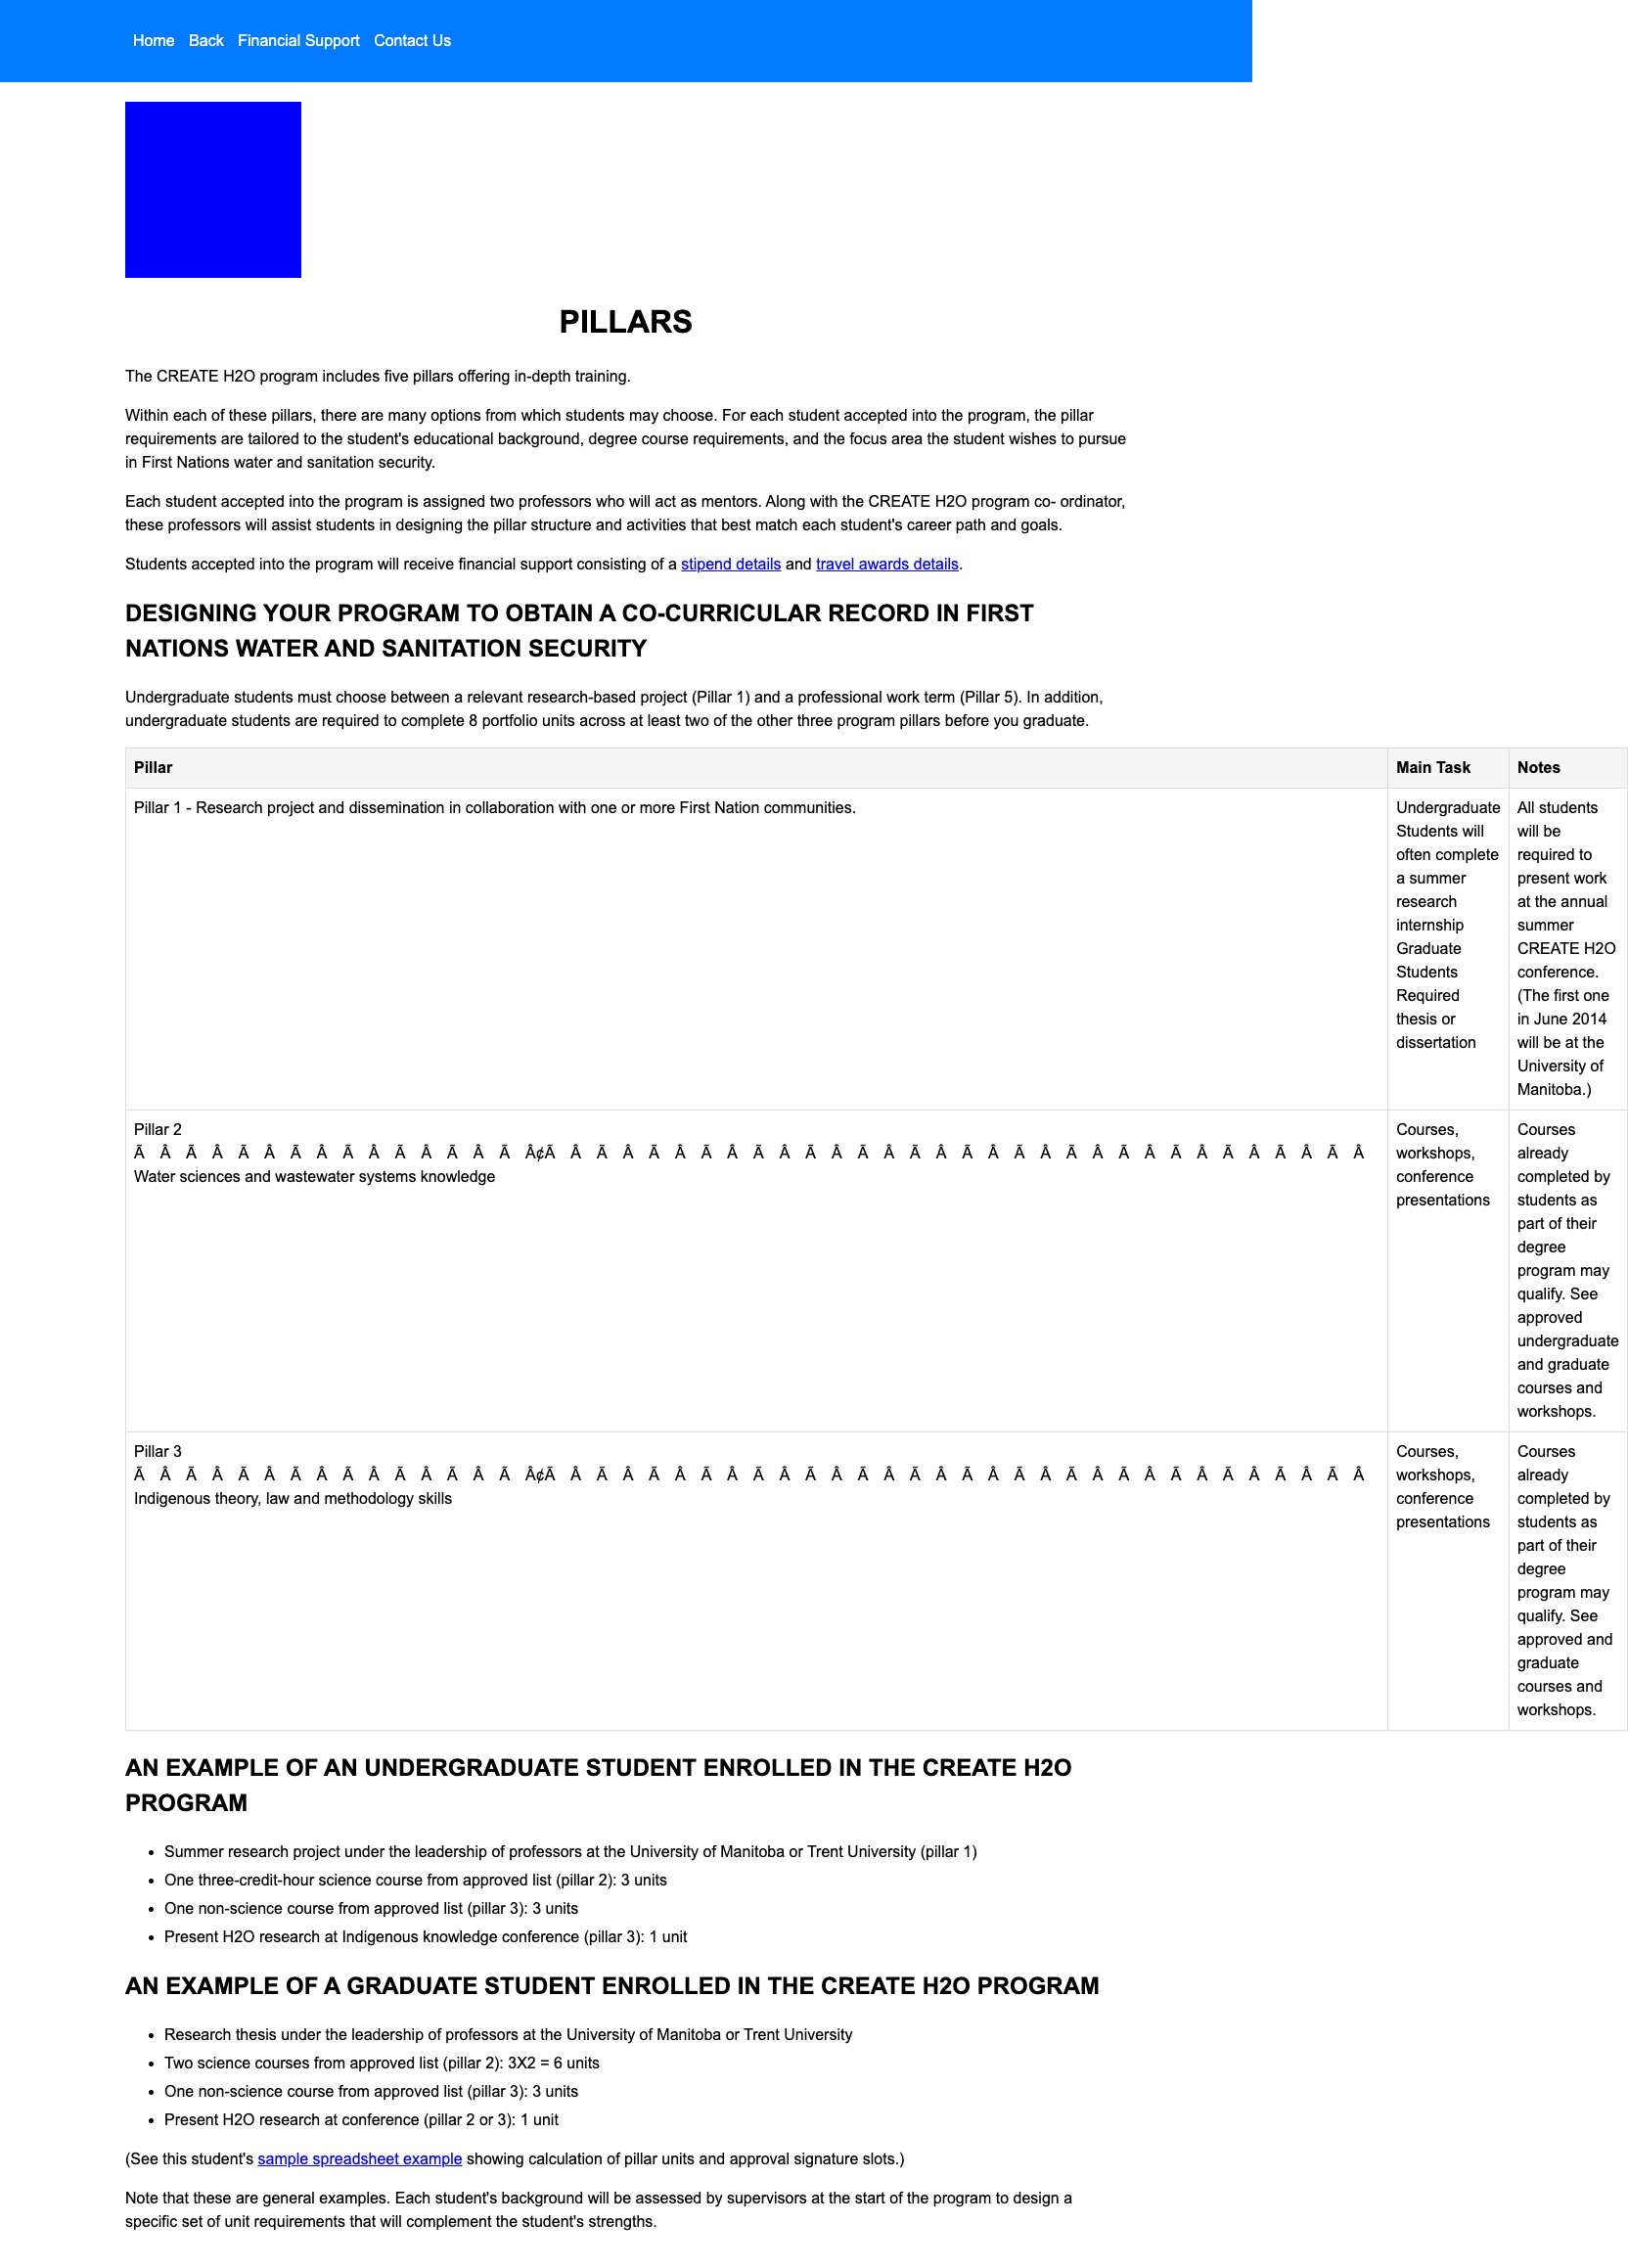 Home Back Financial Support Contact Us
PILLARS
The CREATE H2O program includes five pillars offering in-depth training.
Within each of these pillars, there are many options from which students may choose. For each student accepted into the program, the pillar
requirements are tailored to the student's educational background, degree course requirements, and the focus area the student wishes to pursue
in First Nations water and sanitation security.
Each student accepted into the program is assigned two professors who will act as mentors. Along with the CREATE H2O program co- ordinator,
these professors will assist students in designing the pillar structure and activities that best match each student's career path and goals.
Students accepted into the program will receive financial support consisting of a stipend details and travel awards details.
DESIGNING YOUR PROGRAM TO OBTAIN A CO-CURRICULAR RECORD IN FIRST
NATIONS WATER AND SANITATION SECURITY
Undergraduate students must choose between a relevant research-based project (Pillar 1) and a professional work term (Pillar 5). In addition,
undergraduate students are required to complete 8 portfolio units across at least two of the other three program pillars before you graduate.
Pillar Main Task Notes
Pillar 1 - Research project and dissemination in collaboration with one or more First Nation communities.
Undergraduate
Students will
often complete
a summer
research
internship
Graduate
Students
Required
thesis or
dissertation
All students
will be
required to
present work
at the annual
summer
CREATE H2O
conference.
(The first one
in June 2014
will be at the
University of
Manitoba.)
Pillar 2
Ã Â Ã Â Ã Â Ã Â Ã Â Ã Â Ã Â Ã Â¢Ã Â Ã Â Ã Â Ã Â Ã Â Ã Â Ã Â Ã Â Ã Â Ã Â Ã Â Ã Â Ã Â Ã Â Ã Â Ã Â
Water sciences and wastewater systems knowledge
Courses,
workshops,
conference
presentations
Courses
already
completed by
students as
part of their
degree
program may
qualify. See
approved
undergraduate
and graduate
courses and
workshops.
Pillar 3
Ã Â Ã Â Ã Â Ã Â Ã Â Ã Â Ã Â Ã Â¢Ã Â Ã Â Ã Â Ã Â Ã Â Ã Â Ã Â Ã Â Ã Â Ã Â Ã Â Ã Â Ã Â Ã Â Ã Â Ã Â
Indigenous theory, law and methodology skills
Courses,
workshops,
conference
presentations
Courses
already
completed by
students as
part of their
degree
program may
qualify. See
approved and
graduate
courses and
workshops.
AN EXAMPLE OF AN UNDERGRADUATE STUDENT ENROLLED IN THE CREATE H2O
PROGRAM
• Summer research project under the leadership of professors at the University of Manitoba or Trent University (pillar 1)
• One three-credit-hour science course from approved list (pillar 2): 3 units
• One non-science course from approved list (pillar 3): 3 units
• Present H2O research at Indigenous knowledge conference (pillar 3): 1 unit
AN EXAMPLE OF A GRADUATE STUDENT ENROLLED IN THE CREATE H2O PROGRAM
• Research thesis under the leadership of professors at the University of Manitoba or Trent University
• Two science courses from approved list (pillar 2): 3X2 = 6 units
• One non-science course from approved list (pillar 3): 3 units
• Present H2O research at conference (pillar 2 or 3): 1 unit
(See this student's sample spreadsheet example showing calculation of pillar units and approval signature slots.)
Note that these are general examples. Each student's background will be assessed by supervisors at the start of the program to design a
specific set of unit requirements that will complement the student's strengths.